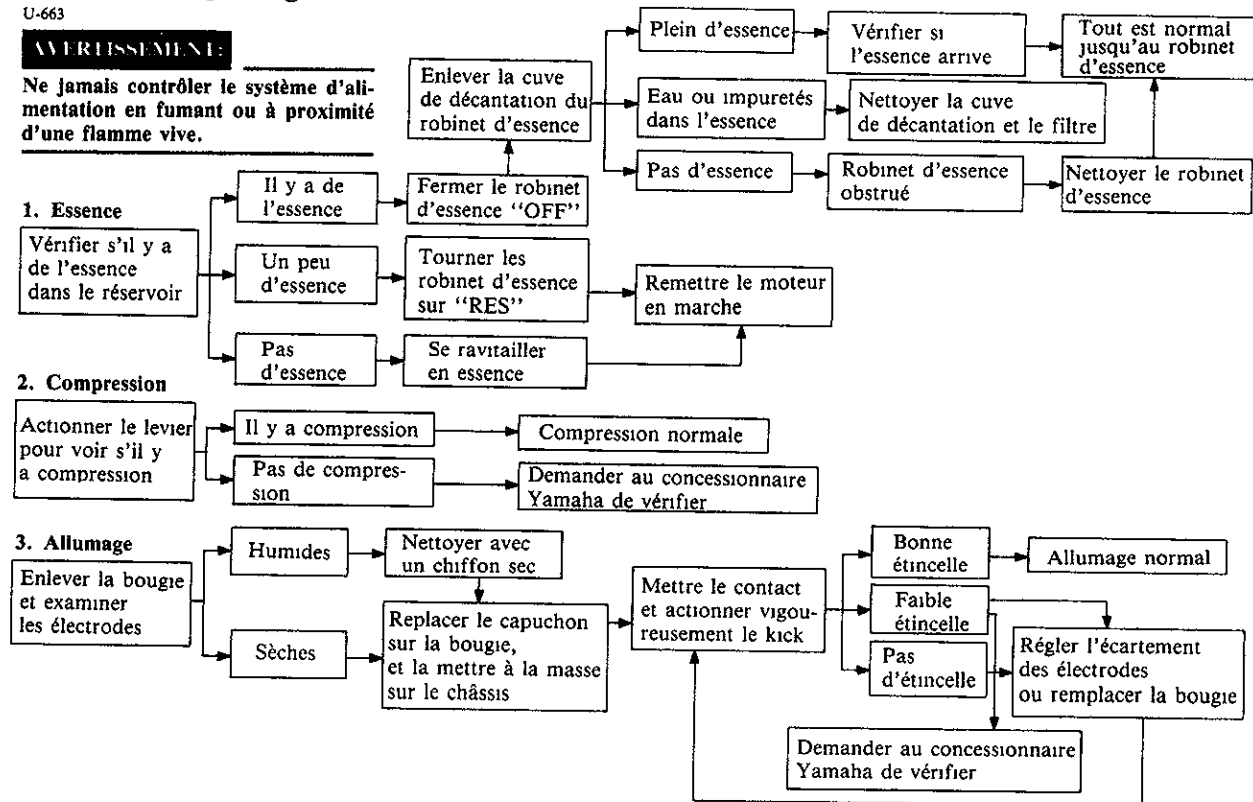 U-663
AVERTISSEMENT:
Ne jamais contrôler le système d'ali-
mentation en fumant ou à proximité
d'une flamme vive.
1. Essence
Vérifier s'il y a
de l'essence
dans le réservoir
Il y a de
l'essence
Fermer le robinet
d'essence "OFF"
Enlever la cuve
de décantation du
robinet d'essence
Plein d'essence
Vérifier si
l'essence arrive
Tout est normal
jusqu'au robinet
d'essence
Eau ou impuretés
dans l'essence
Nettoyer la cuve
de décantation et le filtre
Pas d'essence
Robinet d'essence
obstrué
Nettoyer le robinet
d'essence
Un peu
d'essence
Tourner les
robinet d'essence
sur "RES"
Remettre le moteur
en marche
Pas
d'essence
Se ravitailler
en essence
2. Compression
Actionner le levier
pour voir s'il y
a compression
Il y a compression
Compression normale
Pas de compres-
sion
Demander au concessionnaire
Yamaha de vérifier
3. Allumage
Enlever la bougie
et examiner
les électrodes
Humides
Nettoyer avec
un chiffon sec
Sèches
Replacer le capuchon
sur la bougie,
et la mettre à la masse
sur le châssis
Mettre le contact
et actionner vigou-
reusement le kick
Bonne
étincelle
Allumage normal
Faible
étincelle
Pas
d'étincelle
Régler l'écartement
des électrodes
ou remplacer la bougie
Demander au concessionnaire
Yamaha de vérifier